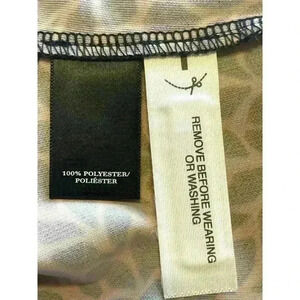 100% POLYESTER/
POLIÉSTER
REMOVE BEFORE WEARING
OR WASHING